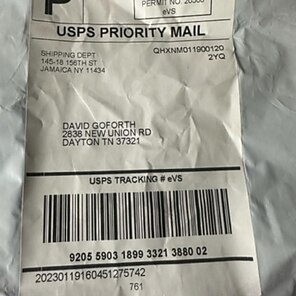 P
PERMIT NO. 20300
eVS
USPS PRIORITY MAIL
SHIPPING DEPT
145-18 156TH ST
JAMAICA NY 11434
QHXNM011900120
2YQ
DAVID GOFORTH
2838 NEW UNION RD
DAYTON TN 37321
USPS TRACKING # eVS
9205 5903 1899 3321 3880 02
20230119160451275742
761